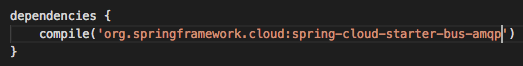 dependencies {
    compile('org.springframework.cloud:spring-cloud-starter-bus-amqp')
}